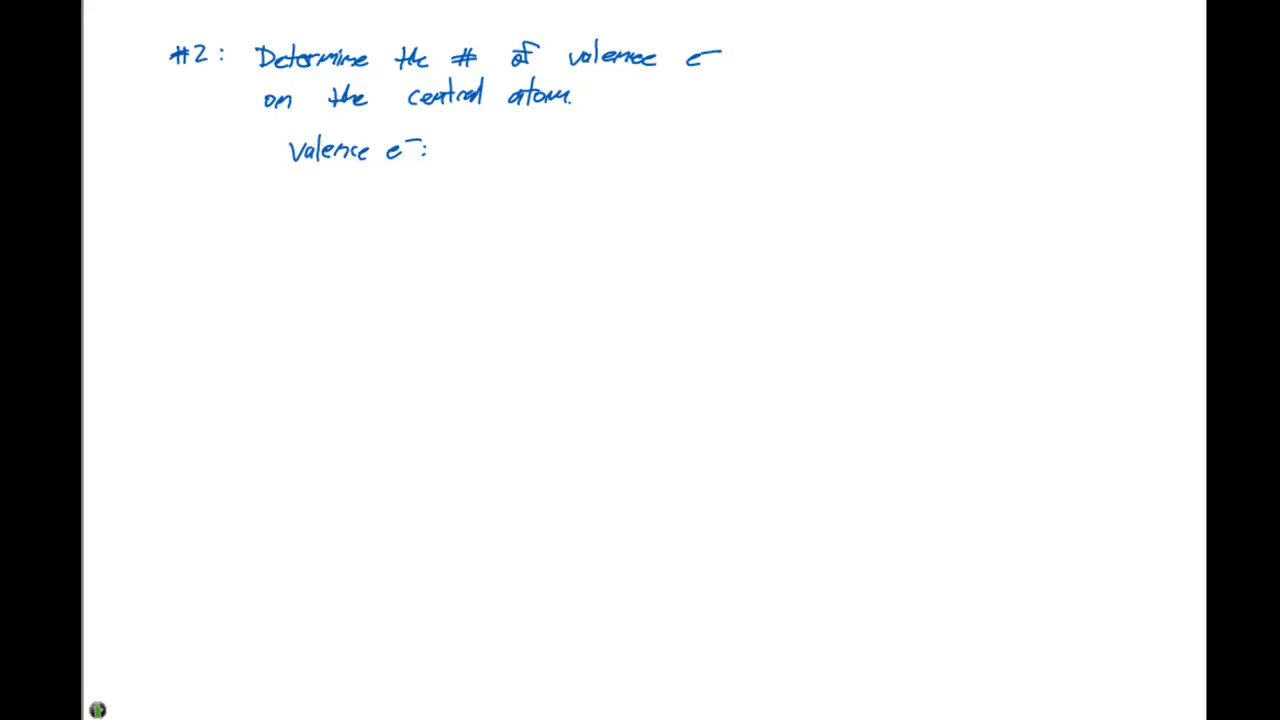 #2: Determine the # of valence e⁻
on the central atom.
Valence e⁻: